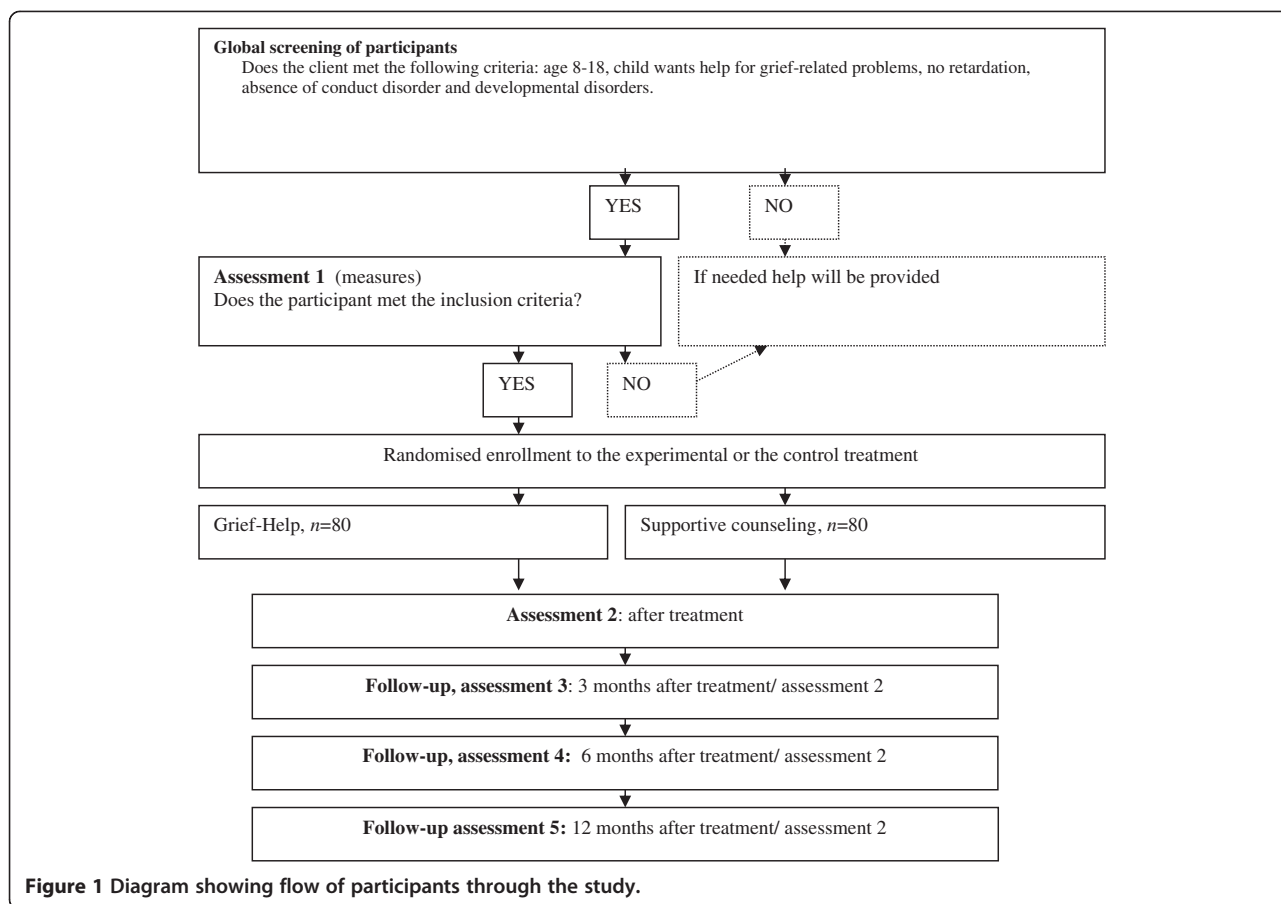 Global screening of participants
Does the client met the following criteria: age 8-18, child wants help for grief-related problems, no retardation,
absence of conduct disorder and developmental disorders.
YES
NO
Assessment 1 (measures)
Does the participant met the inclusion criteria?
If needed help will be provided
YES
NO
Randomised enrollment to the experimental or the control treatment
Grief-Help, n=80
Supportive counseling, n=80
Assessment 2: after treatment
Follow-up, assessment 3: 3 months after treatment/ assessment 2
Follow-up, assessment 4: 6 months after treatment/ assessment 2
Follow-up assessment 5: 12 months after treatment/ assessment 2
Figure 1 Diagram showing flow of participants through the study.